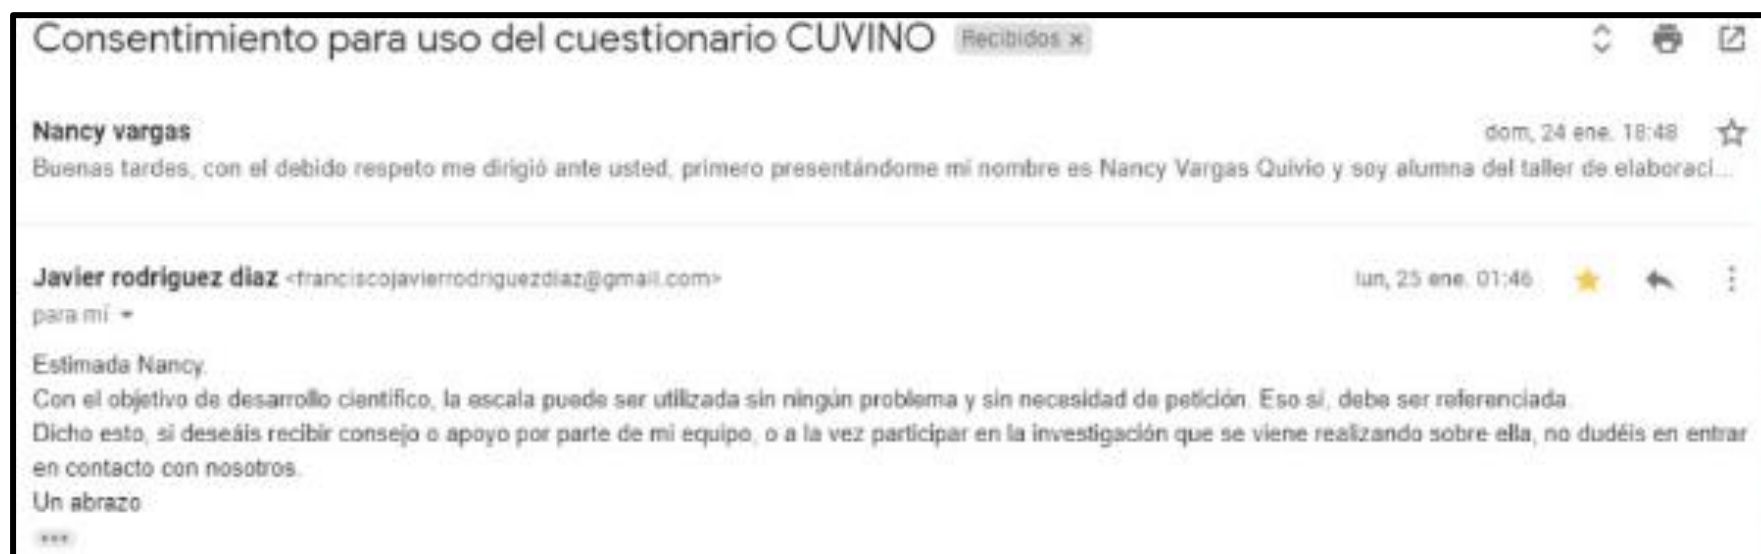 Consentimiento para uso del cuestionario CUVINO Recibidos x
Nancy vargas dom, 24 ene. 18:48
Buenas tardes, con el debido respeto me dirigió ante usted, primero presentándome mi nombre es Nancy Vargas Quivio y soy alumna del taller de elaboraci...
Javier rodriguez diaz <franciscojavierrodriguezdiaz@gmail.com> lun, 25 ene. 01:46
para mí
Estimada Nancy.
Con el objetivo de desarrollo científico, la escala puede ser utilizada sin ningún problema y sin necesidad de petición. Eso si, debe ser referenciada.
Dicho esto, si deseáis recibir consejo o apoyo por parte de mi equipo, o a la vez participar en la investigación que se viene realizando sobre ella, no dudéis en entrar
en contacto con nosotros.
Un abrazo